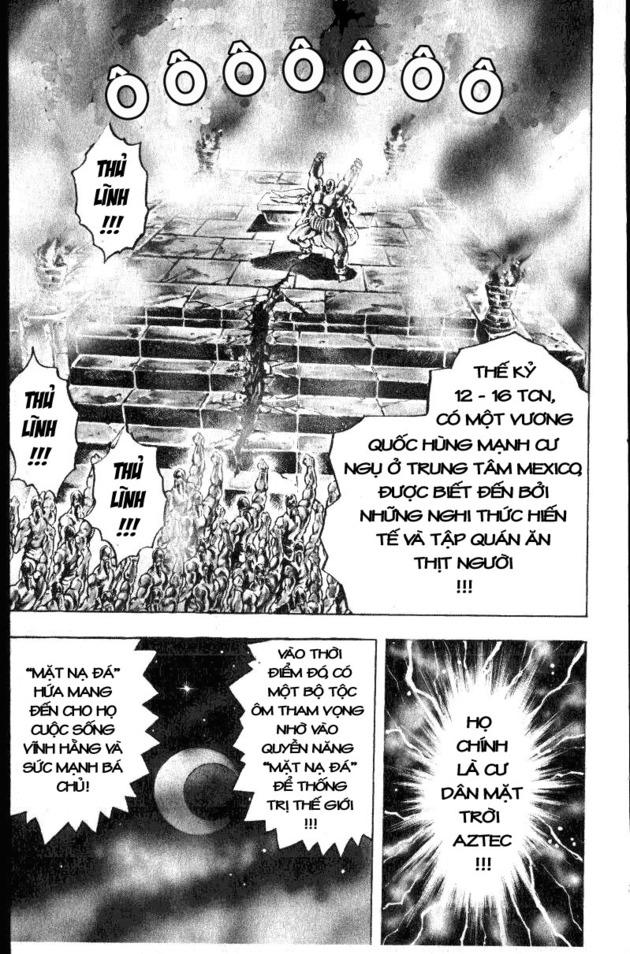 Ô Ô Ô Ô Ô Ô Ô
THỦ
LĨNH
!!!
THẾ KỶ
12 - 16 TCN,
CÓ MỘT VƯƠNG
QUỐC HÙNG MẠNH CƯ
NGỤ Ở TRUNG TÂM MEXICO,
ĐƯỢC BIẾT ĐẾN BỞI
NHỮNG NGHI THỨC HIẾN
TẾ VÀ TẬP QUÁN ĂN
THỊT NGƯỜI
!!!
THỦ
LĨNH
!!!
THỦ
LĨNH
!!!
HỌ
CHÍNH
LÀ CƯ
DÂN MẶT
TRỜI
AZTEC
!!!
VÀO THỜI
ĐIỂM ĐÓ, CÓ
MỘT BỘ TỘC
ÔM THAM VỌNG
NHỜ VÀO
QUYỀN NĂNG
“MẶT NẠ ĐÁ”
ĐỂ THỐNG
TRỊ THẾ GIỚI
!!!
“MẶT NẠ ĐÁ”
HỨA MANG
ĐẾN CHO HỌ
CUỘC SỐNG
VĨNH HẰNG VÀ
SỨC MẠNH BÁ
CHỦ!